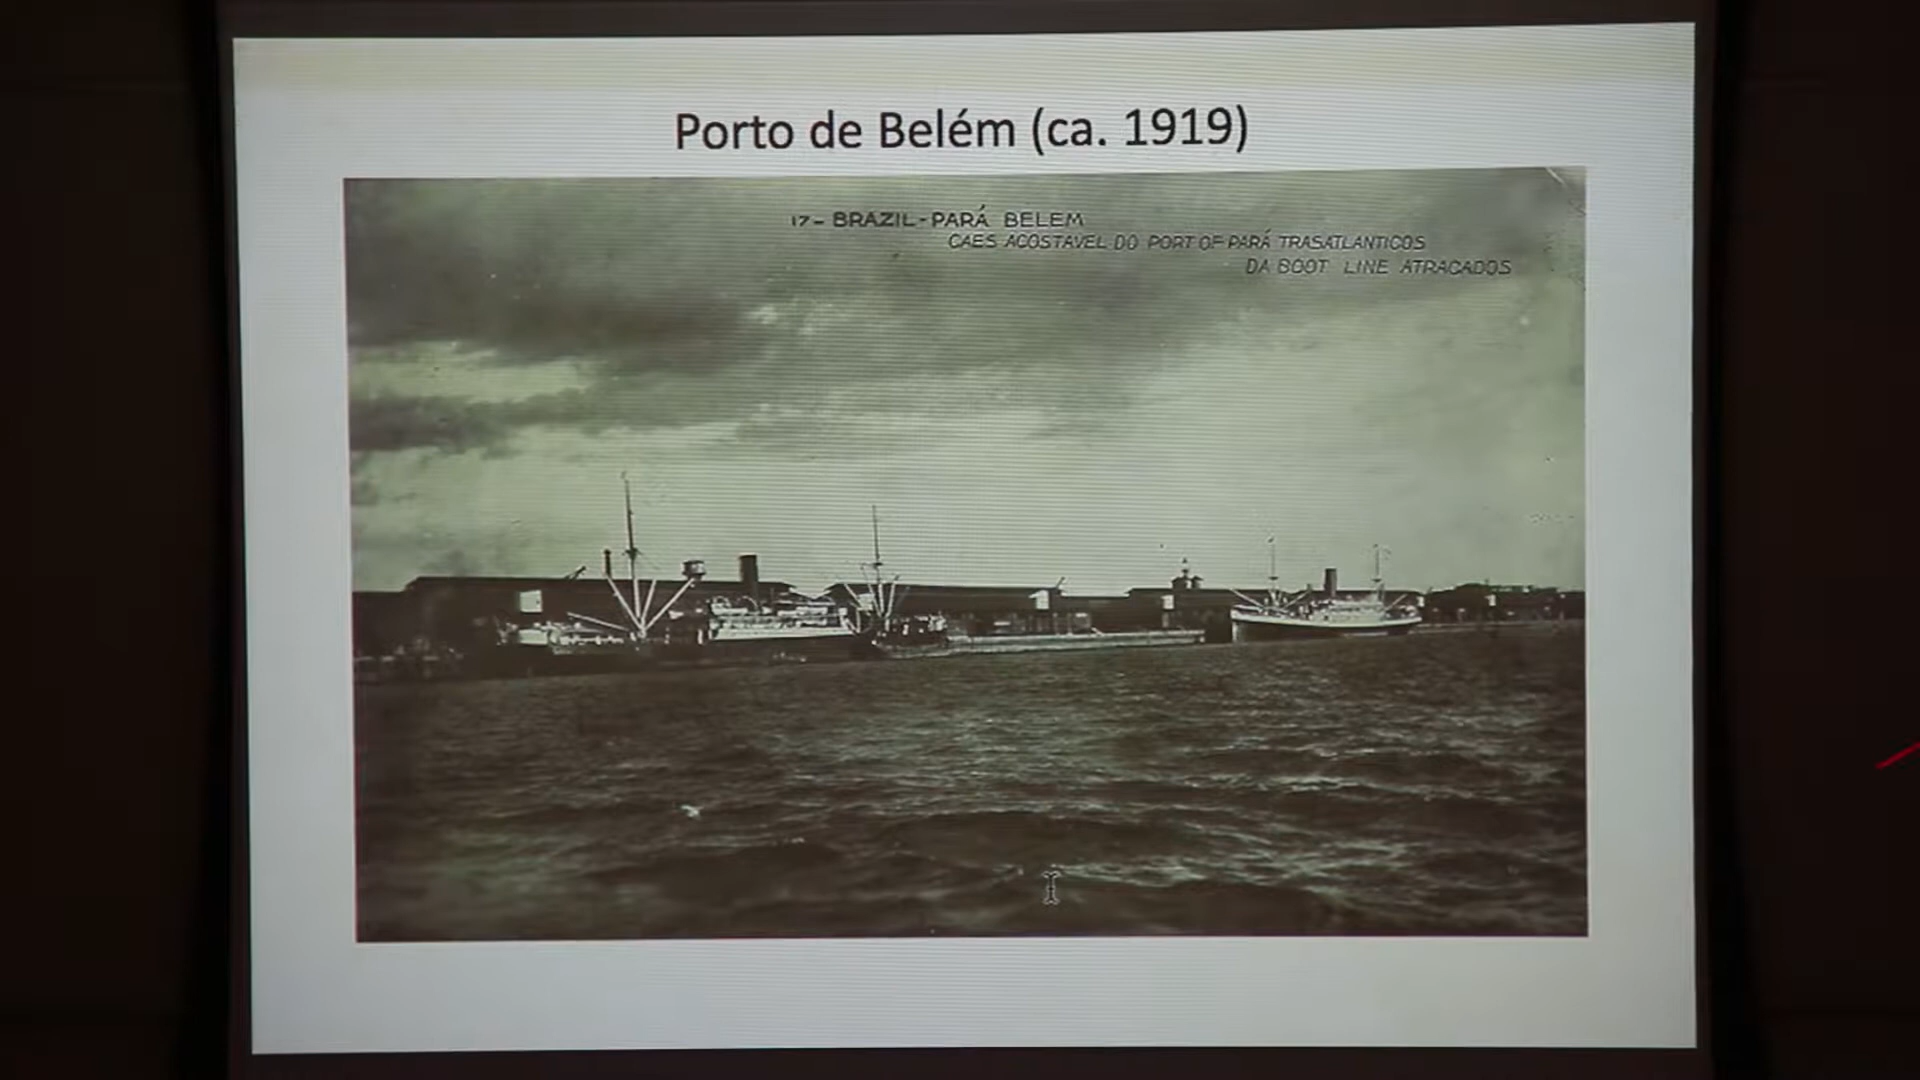 Porto de Belém (ca. 1919)
17- BRAZIL-PARÁ BELEM
CAES ACOSTAVEL DO PORT OF PARÁ TRASATLANTICOS
DA BOOT LINE ATRACADOS